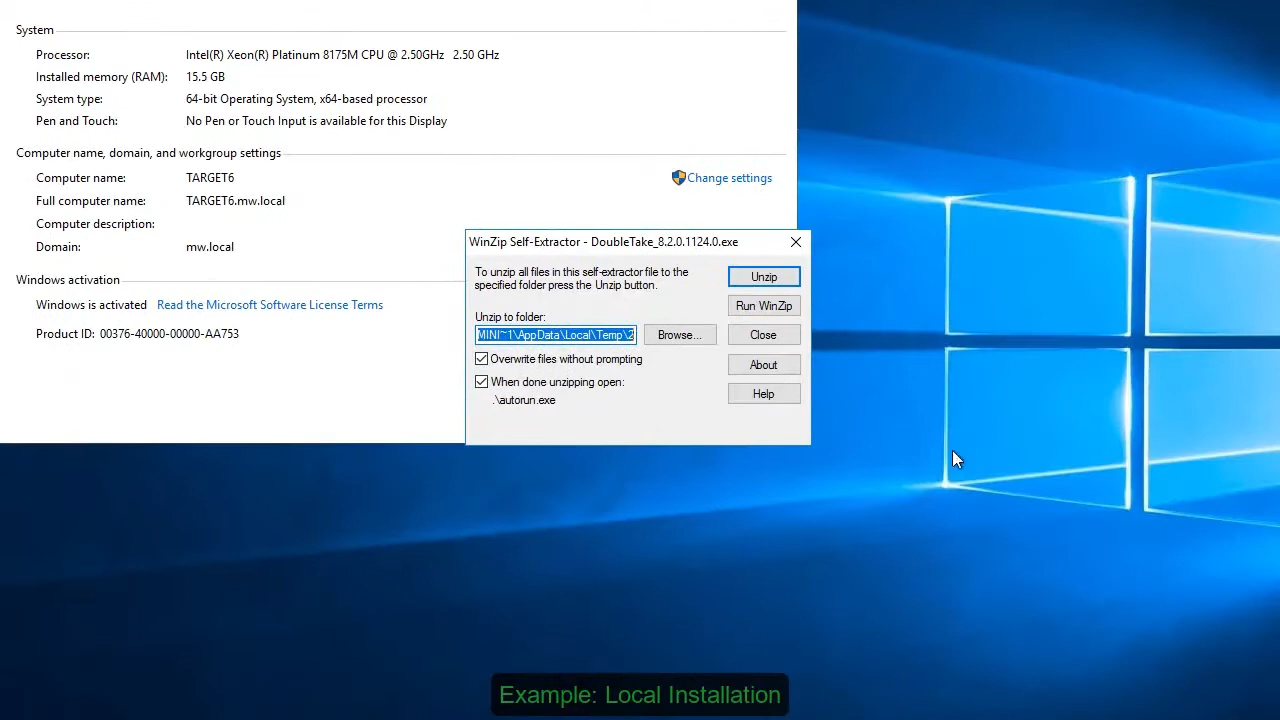 System
Processor: Intel(R) Xeon(R) Platinum 8175M CPU @ 2.50GHz 2.50 GHz
Installed memory (RAM): 15.5 GB
System type: 64-bit Operating System, x64-based processor
Pen and Touch: No Pen or Touch Input is available for this Display
Computer name, domain, and workgroup settings
Computer name: TARGET6
Change settings
Full computer name: TARGET6.mw.local
Computer description:
Domain: mw.local
Windows activation
Windows is activated Read the Microsoft Software License Terms
Product ID: 00376-40000-00000-AA753
WinZip Self-Extractor - DoubleTake_8.2.0.1124.0.exe
To unzip all files in this self-extractor file to the
specified folder press the Unzip button.
Unzip to folder:
MINI~1\AppData\Local\Temp\2
Browse...
Overwrite files without prompting
When done unzipping open:
.\autorun.exe
Unzip
Run WinZip
Close
About
Help
Example: Local Installation